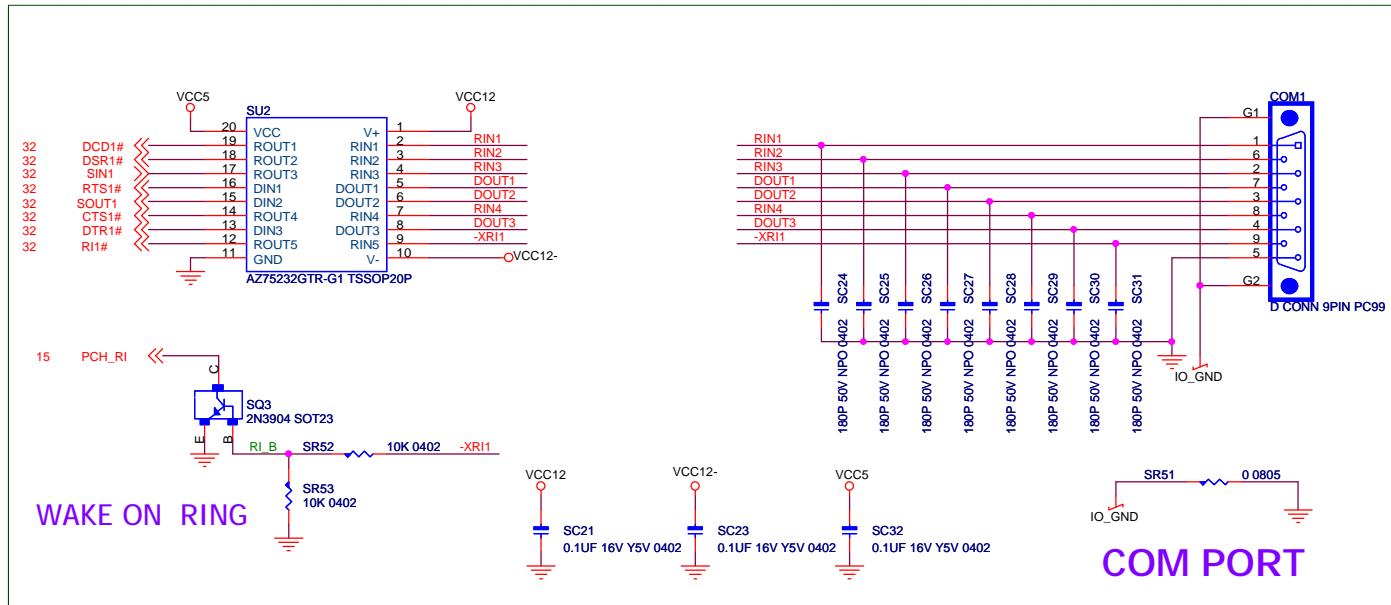 VCC5
VCC12
SU2
COM1
20
VCC
V+
1
G1
32
DCD1#
19
ROUT1
RIN1
2
RIN1
RIN1
1
32
DSR1#
18
ROUT2
RIN2
3
RIN2
RIN2
6
32
SIN1
17
ROUT3
RIN3
4
RIN3
RIN3
2
32
RTS1#
16
DIN1
DOUT1
5
DOUT1
DOUT1
7
32
SOUT1
15
DIN2
DOUT2
6
DOUT2
DOUT2
3
32
CTS1#
14
ROUT4
RIN4
7
RIN4
RIN4
8
32
DTR1#
13
DIN3
DOUT3
8
DOUT3
DOUT3
4
32
RI1#
12
ROUT5
RIN5
9
-XRI1
-XRI1
9
11
GND
V-
10
VCC12-
5
AZ75232GTR-G1 TSSOP20P
G2
D CONN 9PIN PC99
SC24
SC25
SC26
SC27
SC28
SC29
SC30
SC31
180P 50V NPO 0402
180P 50V NPO 0402
180P 50V NPO 0402
180P 50V NPO 0402
180P 50V NPO 0402
180P 50V NPO 0402
180P 50V NPO 0402
180P 50V NPO 0402
IO_GND
15
PCH_RI
C
SQ3
2N3904 SOT23
E
B
RI_B
SR52
10K 0402
-XRI1
SR53
10K 0402
WAKE ON RING
VCC12
VCC12-
VCC5
SC21
0.1UF 16V Y5V 0402
SC23
0.1UF 16V Y5V 0402
SC32
0.1UF 16V Y5V 0402
SR51
0 0805
IO_GND
COM PORT